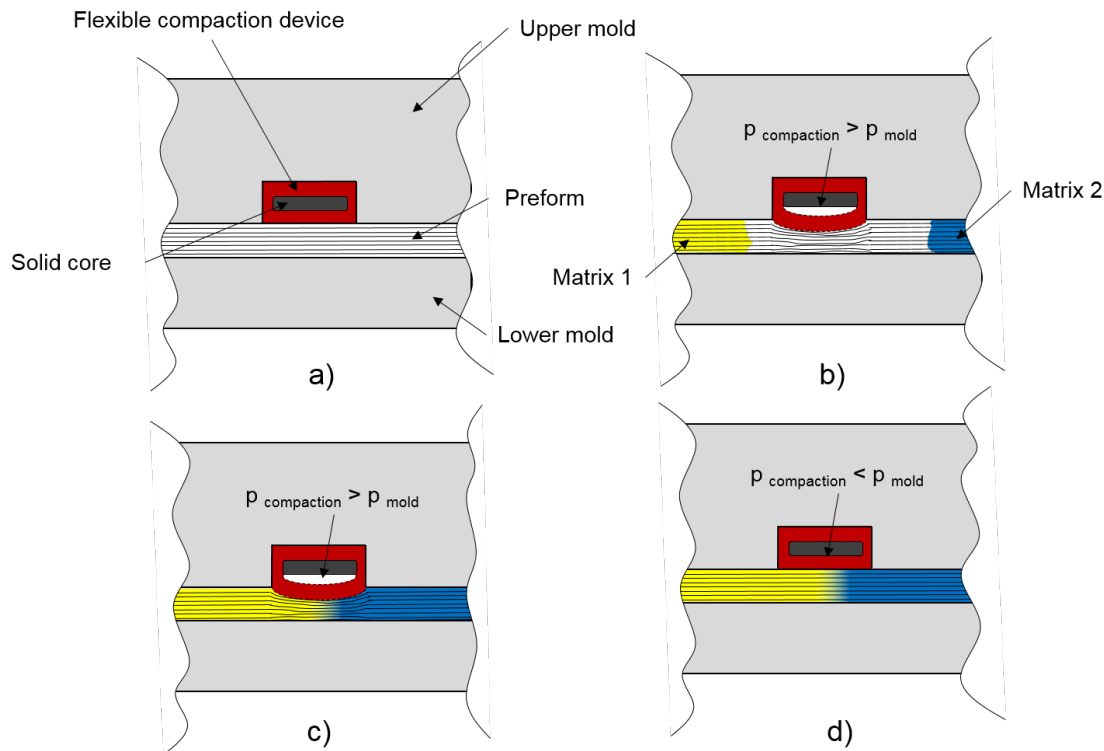 Flexible compaction device
Upper mold
Preform
Solid core
Lower mold
a)
p compaction > p mold
Matrix 2
Matrix 1
b)
p compaction > p mold
c)
p compaction < p mold
d)